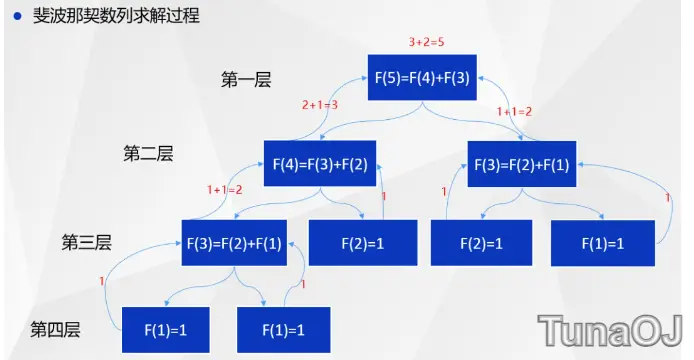 斐波那契数列求解过程
3+2=5
第一层
F(5)=F(4)+F(3)
2+1=3
1+1=2
第二层
F(4)=F(3)+F(2)
F(3)=F(2)+F(1)
1+1=2
1
1
1
第三层
F(3)=F(2)+F(1)
F(2)=1
F(2)=1
F(1)=1
1
1
第四层
F(1)=1
F(1)=1
TunaOJ